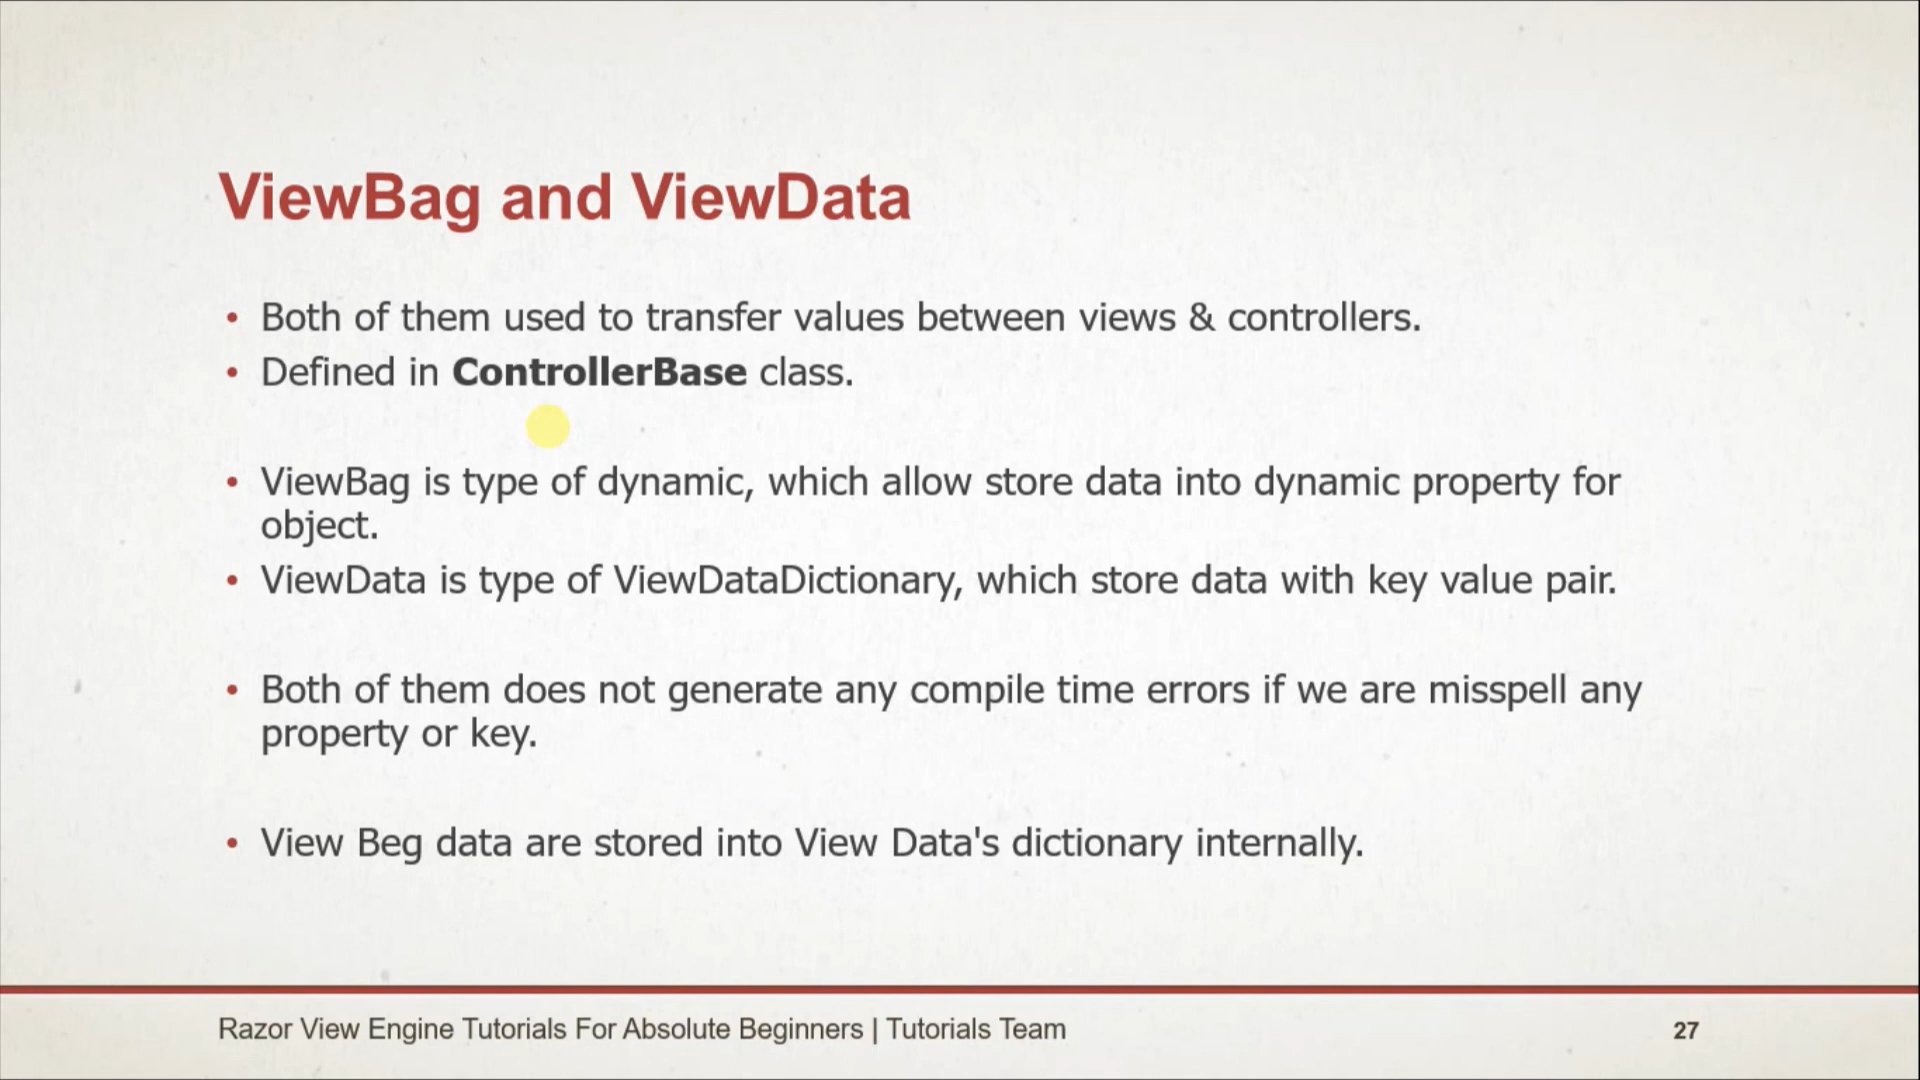 ViewBag and ViewData
• Both of them used to transfer values between views & controllers.
• Defined in ControllerBase class.
• ViewBag is type of dynamic, which allow store data into dynamic property for
object.
• ViewData is type of ViewDataDictionary, which store data with key value pair.
• Both of them does not generate any compile time errors if we are misspell any
property or key.
• View Beg data are stored into View Data's dictionary internally.
Razor View Engine Tutorials For Absolute Beginners | Tutorials Team
27